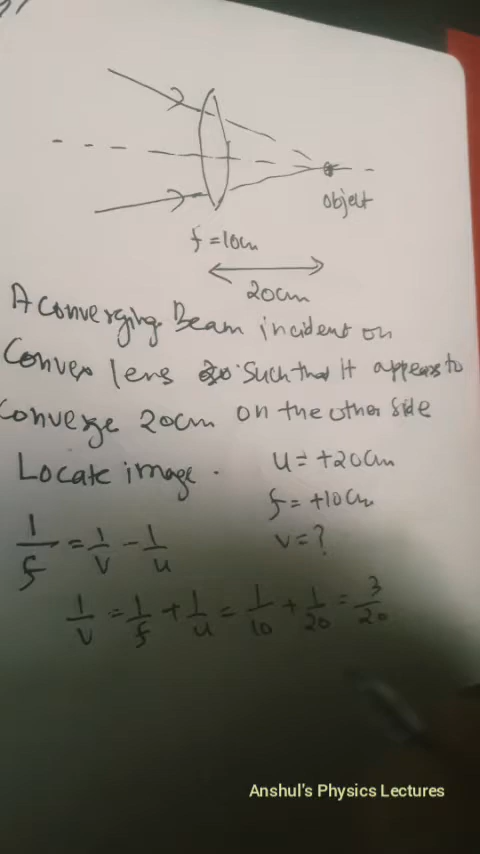 object
f = 10cm
20cm
A converging Beam incident on
Convex lens such that it appears to
Converge 20cm on the other side
Locate image.
u = +20cm
f = +10cm
v = ?
1/f = 1/v - 1/u
1/v = 1/f + 1/u = 1/10 + 1/20 = 3/20
Anshul's Physics Lectures